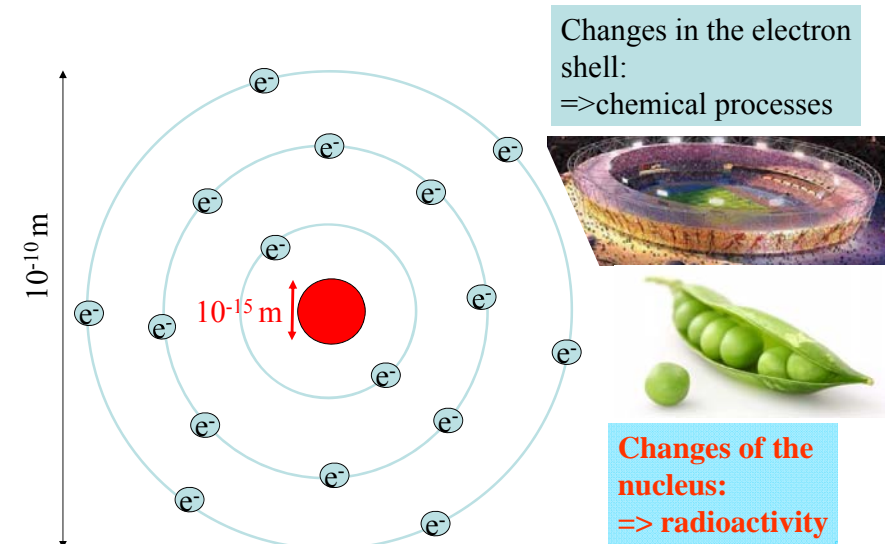 Changes in the electron
shell:
=>chemical processes
e-
e-
e-
e-
e-
e-
10⁻¹⁰ m
10⁻¹⁵ m
e-
e-
e-
e-
e-
e-
e-
e-
e-
Changes of the
nucleus:
=> radioactivity